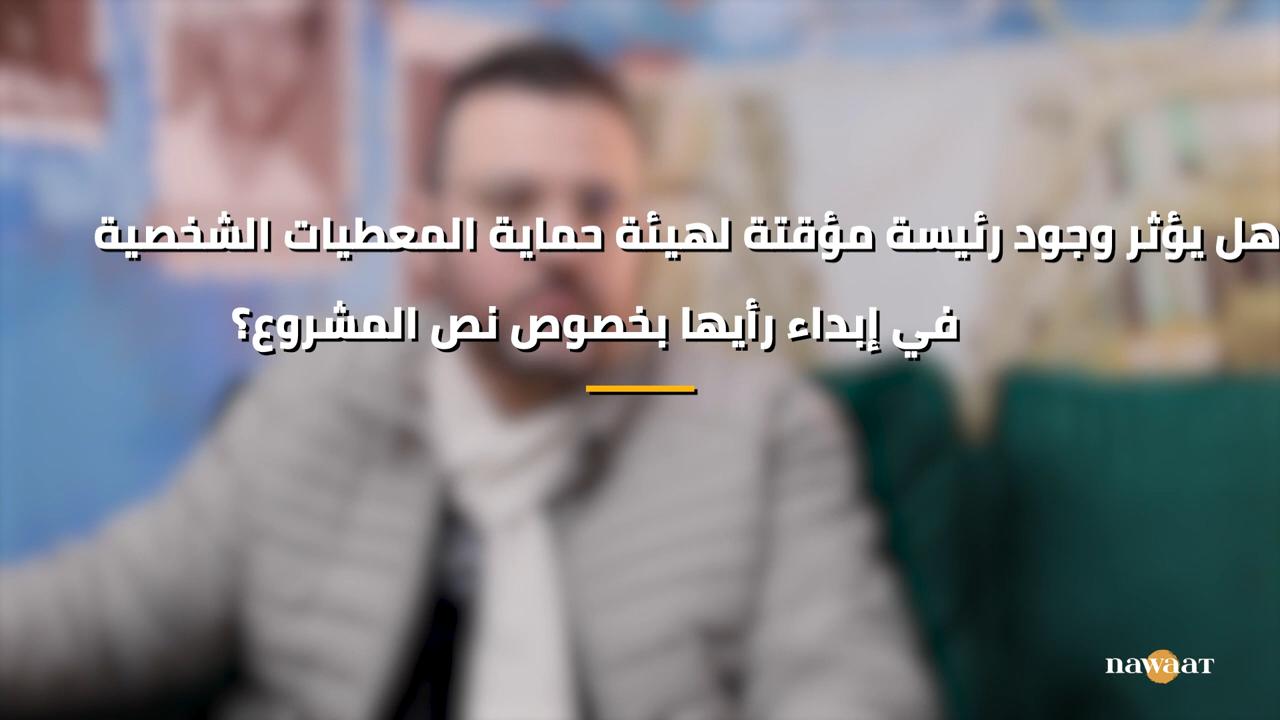 هل يؤثر وجود رئيسة مؤقتة لهيئة حماية المعطيات الشخصية
في إبداء رأيها بخصوص نص المشروع؟
nawaat